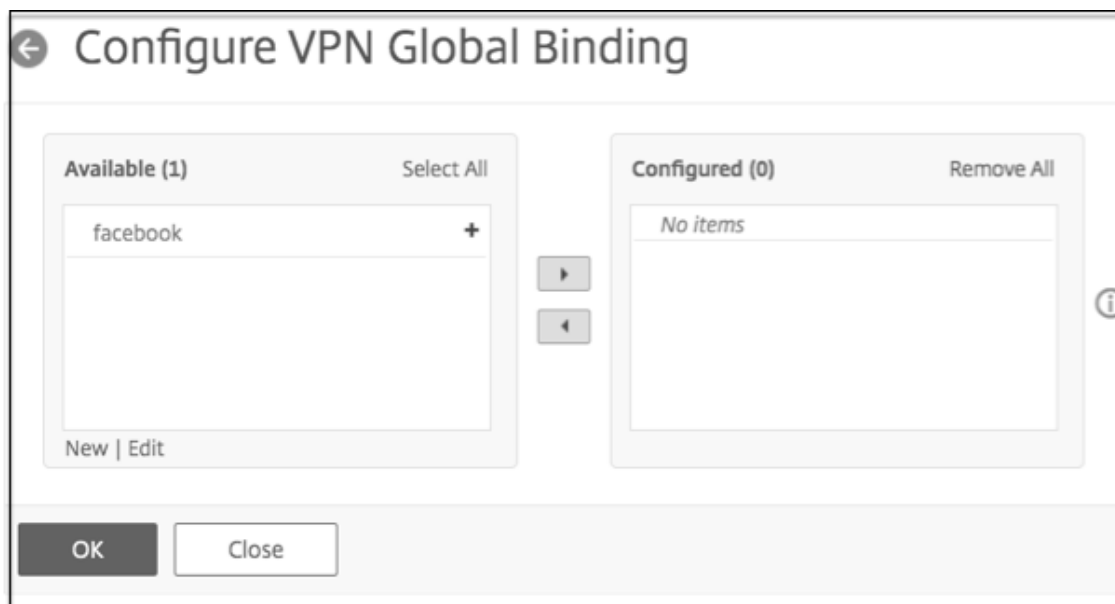 Configure VPN Global Binding
Available (1) Select All
facebook +
New | Edit
Configured (0) Remove All
No items
OK Close